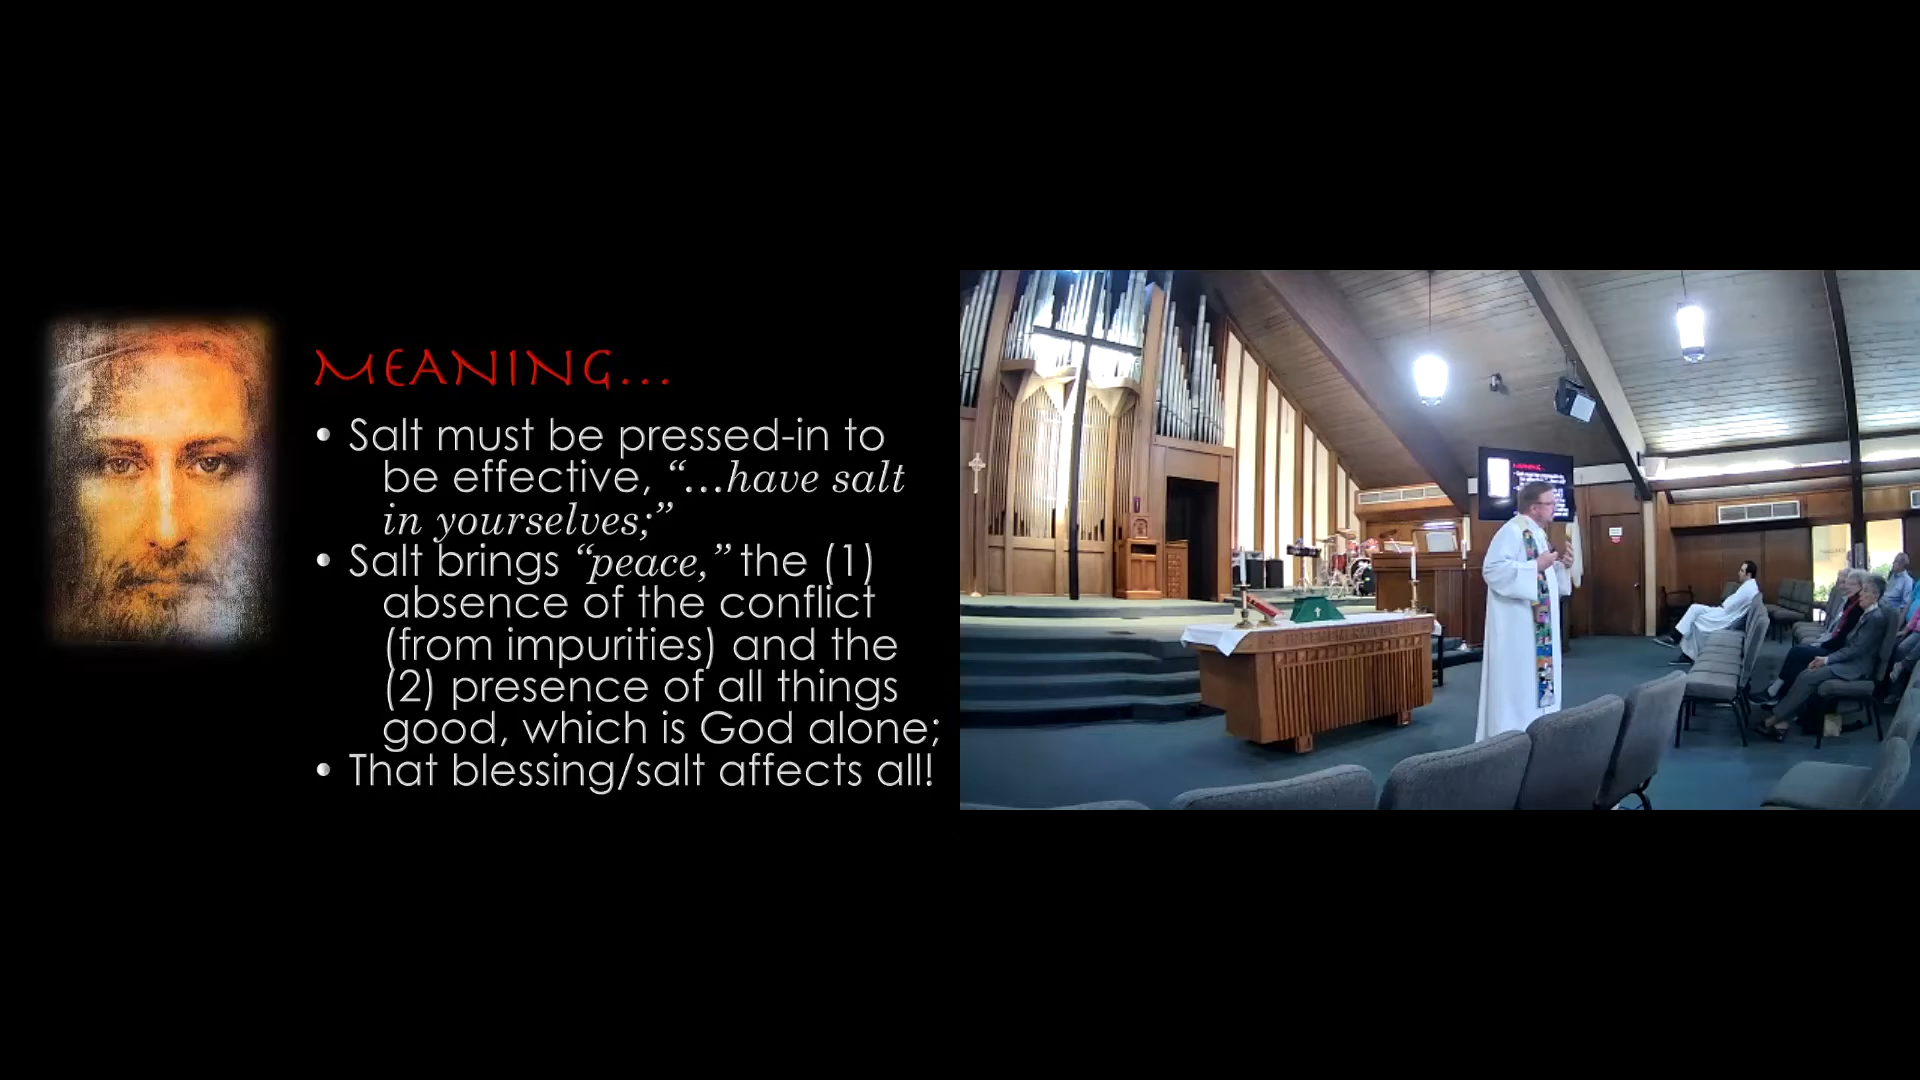 MEANING...
• Salt must be pressed-in to
be effective, “...have salt
in yourselves;”
• Salt brings “peace,” the (1)
absence of the conflict
(from impurities) and the
(2) presence of all things
good, which is God alone;
• That blessing/salt affects all!